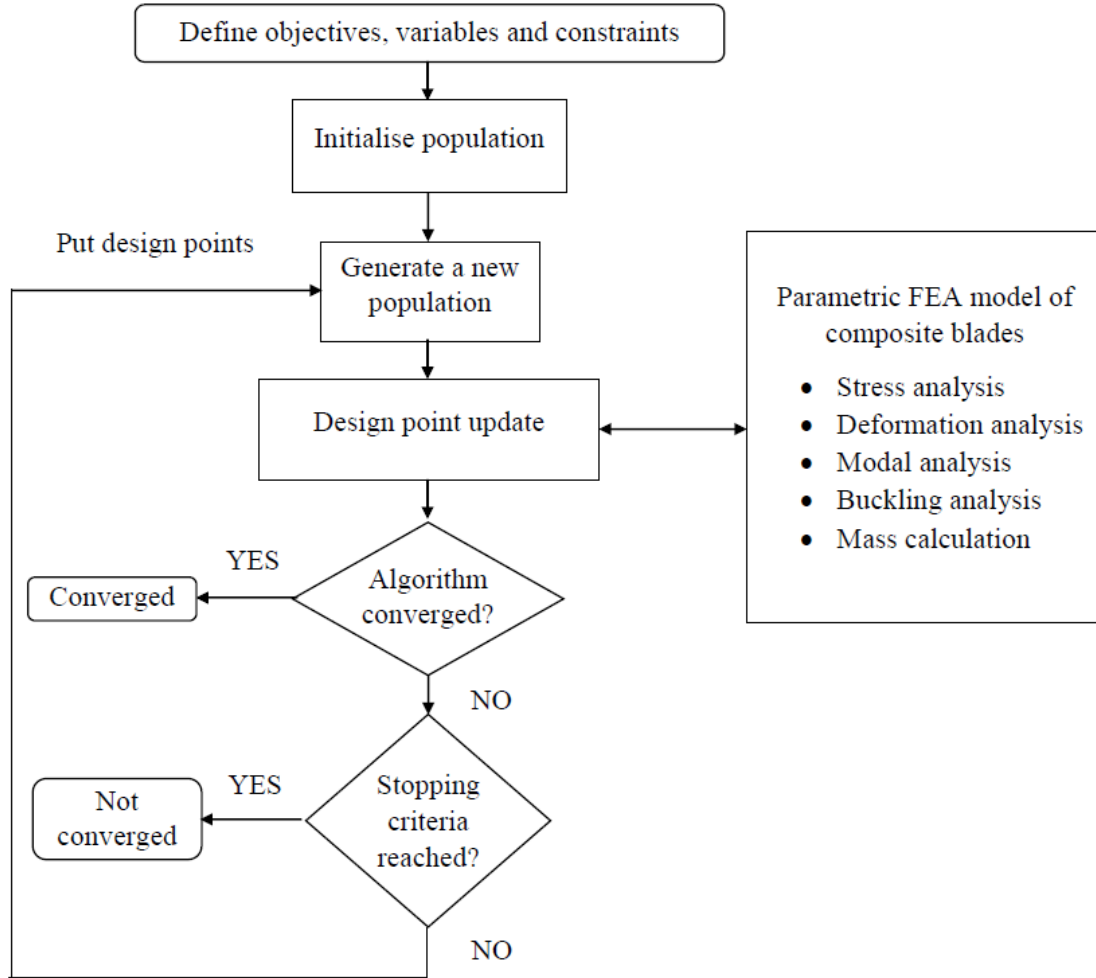 Define objectives, variables and constraints
Initialise population
Put design points
Generate a new
population
Parametric FEA model of
composite blades
• Stress analysis
• Deformation analysis
• Modal analysis
• Buckling analysis
• Mass calculation
Design point update
YES
Algorithm
converged?
Converged
NO
YES
Stopping
criteria
reached?
Not
converged
NO